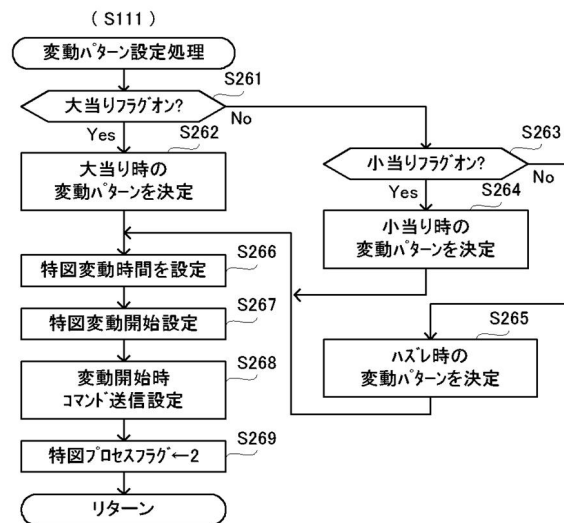 ( S111 )
変動パターン設定処理
S261
大当りフラグオン?
No
Yes
S262
大当り時の
変動パターンを決定
S263
小当りフラグオン?
No
Yes
S264
小当り時の
変動パターンを決定
S266
特図変動時間を設定
S267
特図変動開始設定
S265
ハズレ時の
変動パターンを決定
S268
変動開始時
コマンド送信設定
S269
特図プロセスフラグ←2
リターン